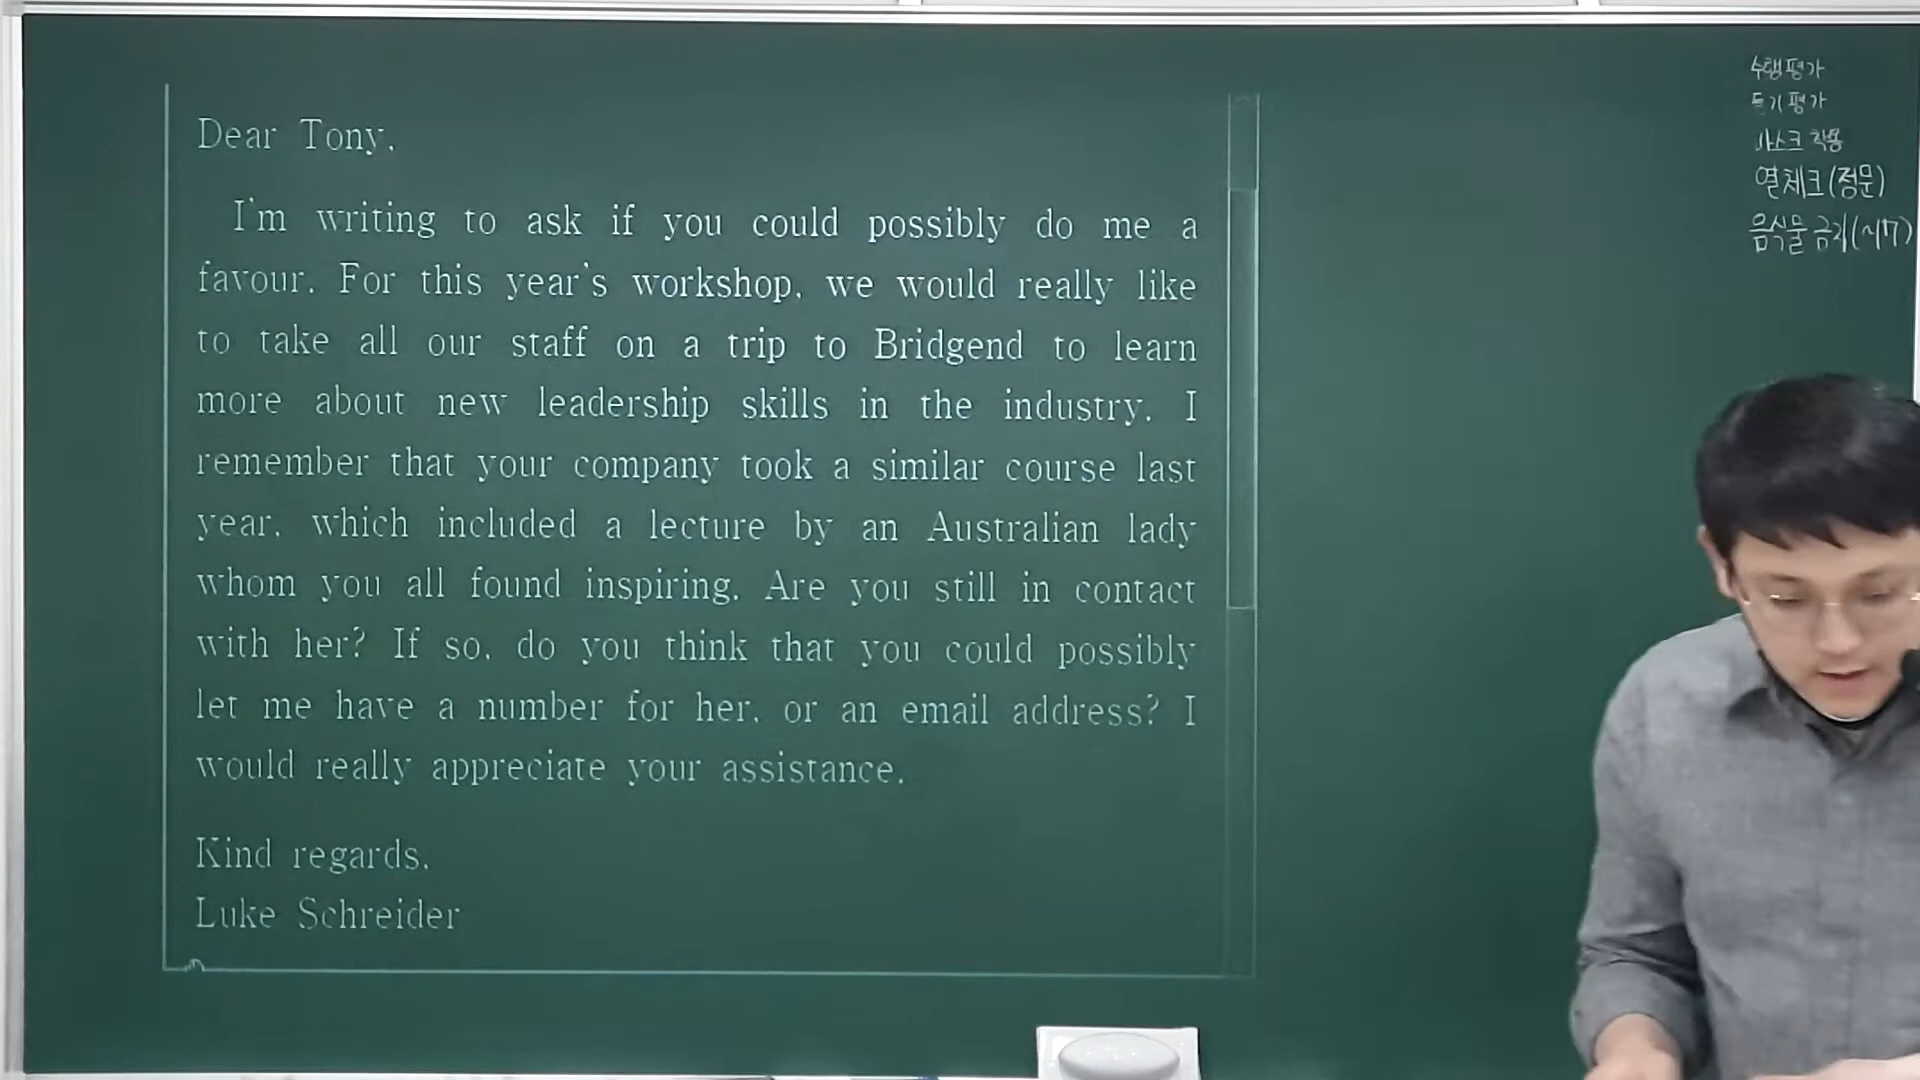 Dear Tony,
I'm writing to ask if you could possibly do me a
favour. For this year's workshop, we would really like
to take all our staff on a trip to Bridgend to learn
more about new leadership skills in the industry. I
remember that your company took a similar course last
year, which included a lecture by an Australian lady
whom you all found inspiring. Are you still in contact
with her? If so, do you think that you could possibly
let me have a number for her, or an email address? I
would really appreciate your assistance.
Kind regards,
Luke Schreider
수행평가
듣기평가
마스크 착용
열체크(정문)
음식물 금지(~17)